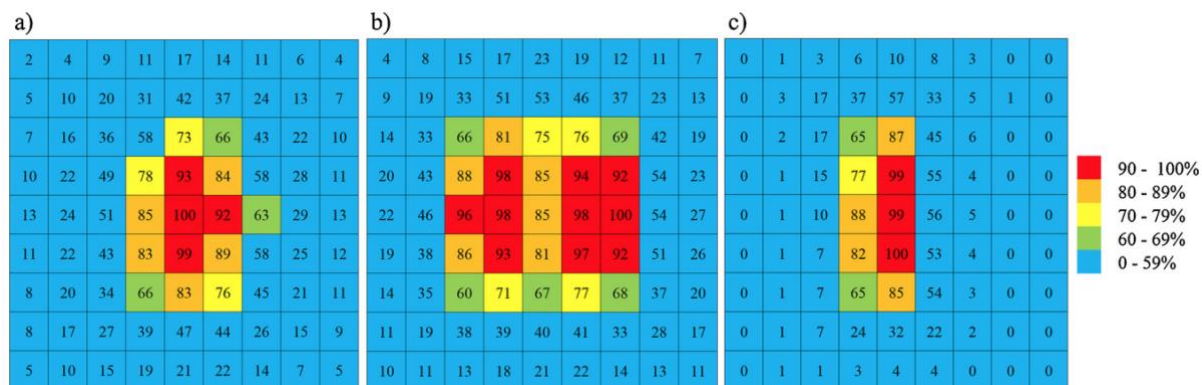 a)
2 4 9 11 17 14 11 6 4
5 10 20 31 42 37 24 13 7
7 16 36 58 73 66 43 22 10
10 22 49 78 93 84 58 28 11
13 24 51 85 100 92 63 29 13
11 22 43 83 99 89 58 25 12
8 20 34 66 83 76 45 21 11
8 17 27 39 47 44 26 15 9
5 10 15 19 21 22 14 7 5
b)
4 8 15 17 23 19 12 11 7
9 19 33 51 53 46 37 23 13
14 33 66 81 75 76 69 42 19
20 43 88 98 85 94 92 54 23
22 46 96 98 85 98 100 54 27
19 38 86 93 81 97 92 51 26
14 35 60 71 67 77 68 37 20
11 19 38 39 40 41 33 28 17
10 11 13 18 21 22 14 13 11
c)
0 1 3 6 10 8 3 0 0
0 3 17 37 57 33 5 1 0
0 2 17 65 87 45 6 0 0
0 1 15 77 99 55 4 0 0
0 1 10 88 99 56 5 0 0
0 1 7 82 100 53 4 0 0
0 1 7 65 85 54 3 0 0
0 1 7 24 32 22 2 0 0
0 1 1 3 4 4 0 0 0
90 - 100%
80 - 89%
70 - 79%
60 - 69%
0 - 59%